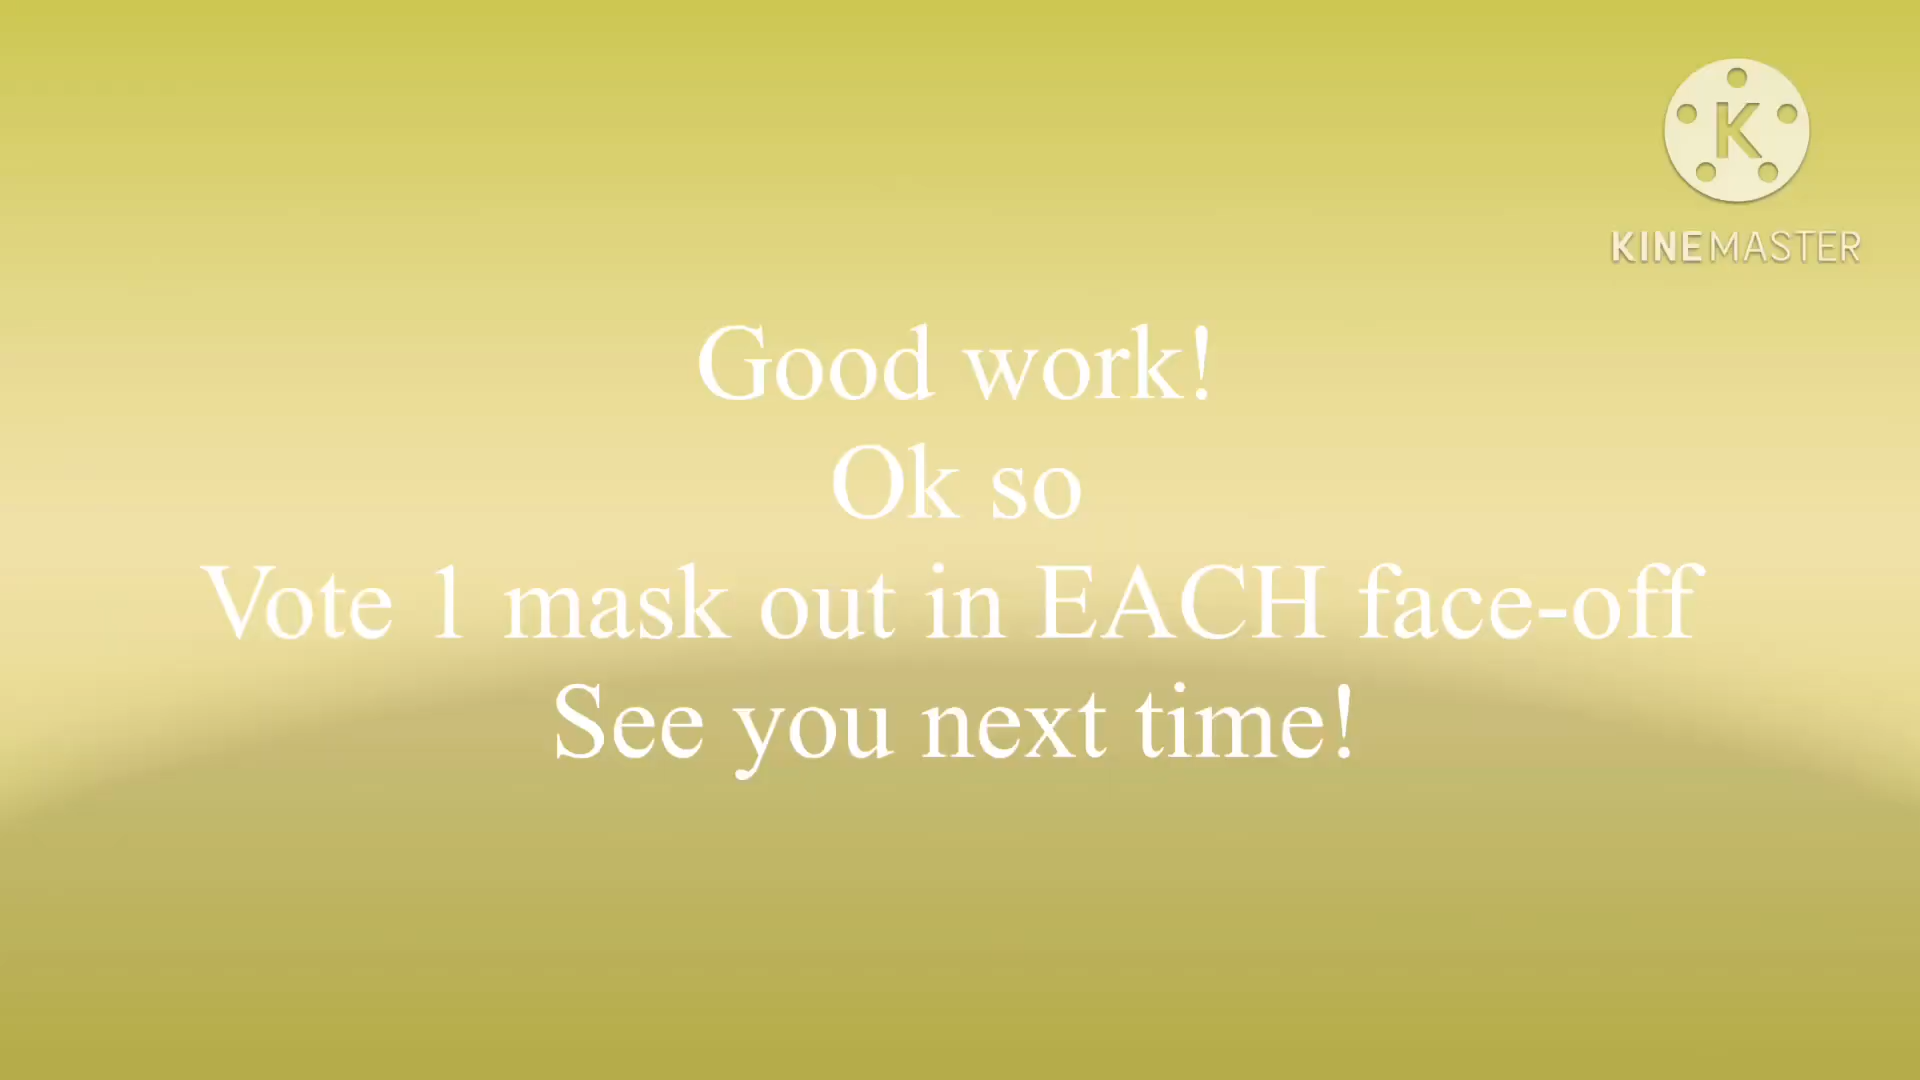 K
KINEMASTER
Good work!
Ok so
Vote 1 mask out in EACH face-off
See you next time!